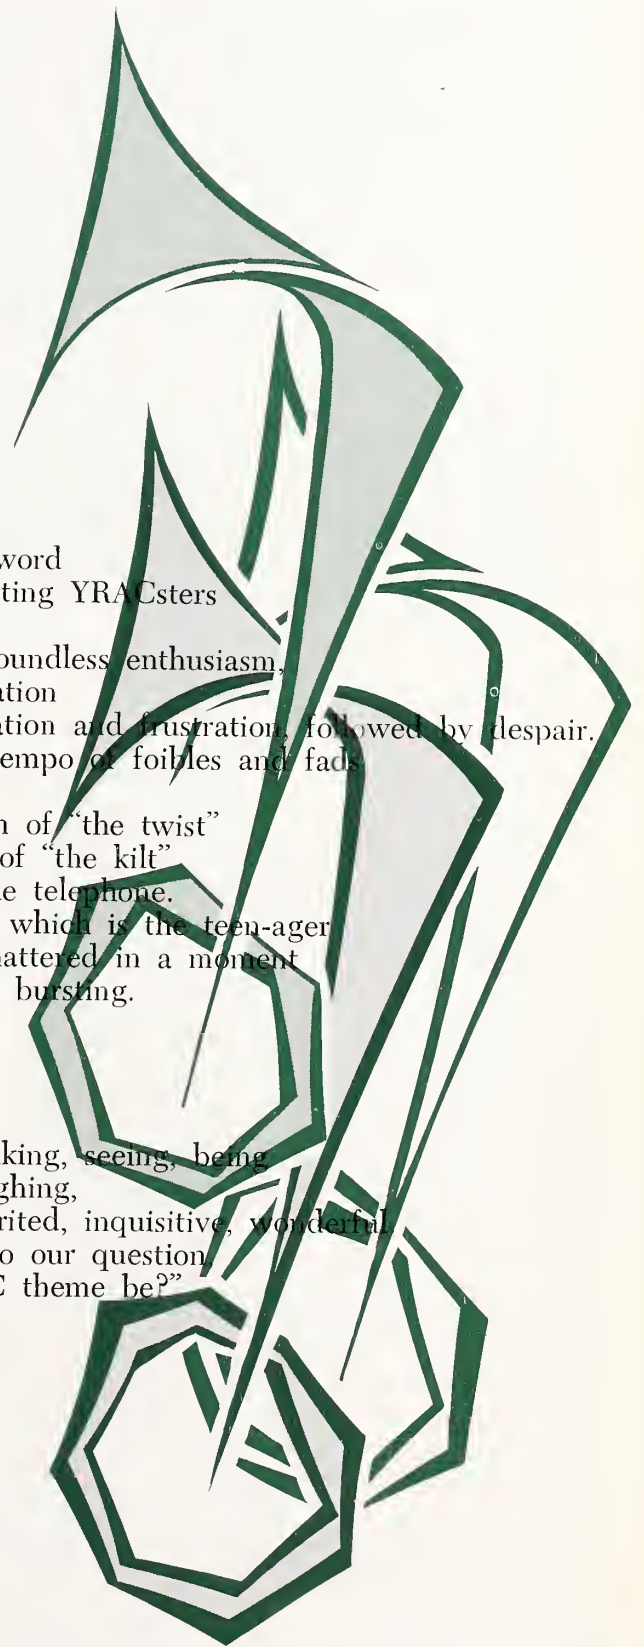 word
ting YRACsters
oundless enthusiasm,
ation
ation and frustration, followed by despair.
empo of foibles and fads
n of “the twist”
of “the kilt”
e telephone.
which is the teen-ager
hattered in a moment
bursting.
king, seeing, being
ghing,
rited, inquisitive, wonderful
o our question,
C theme be?”